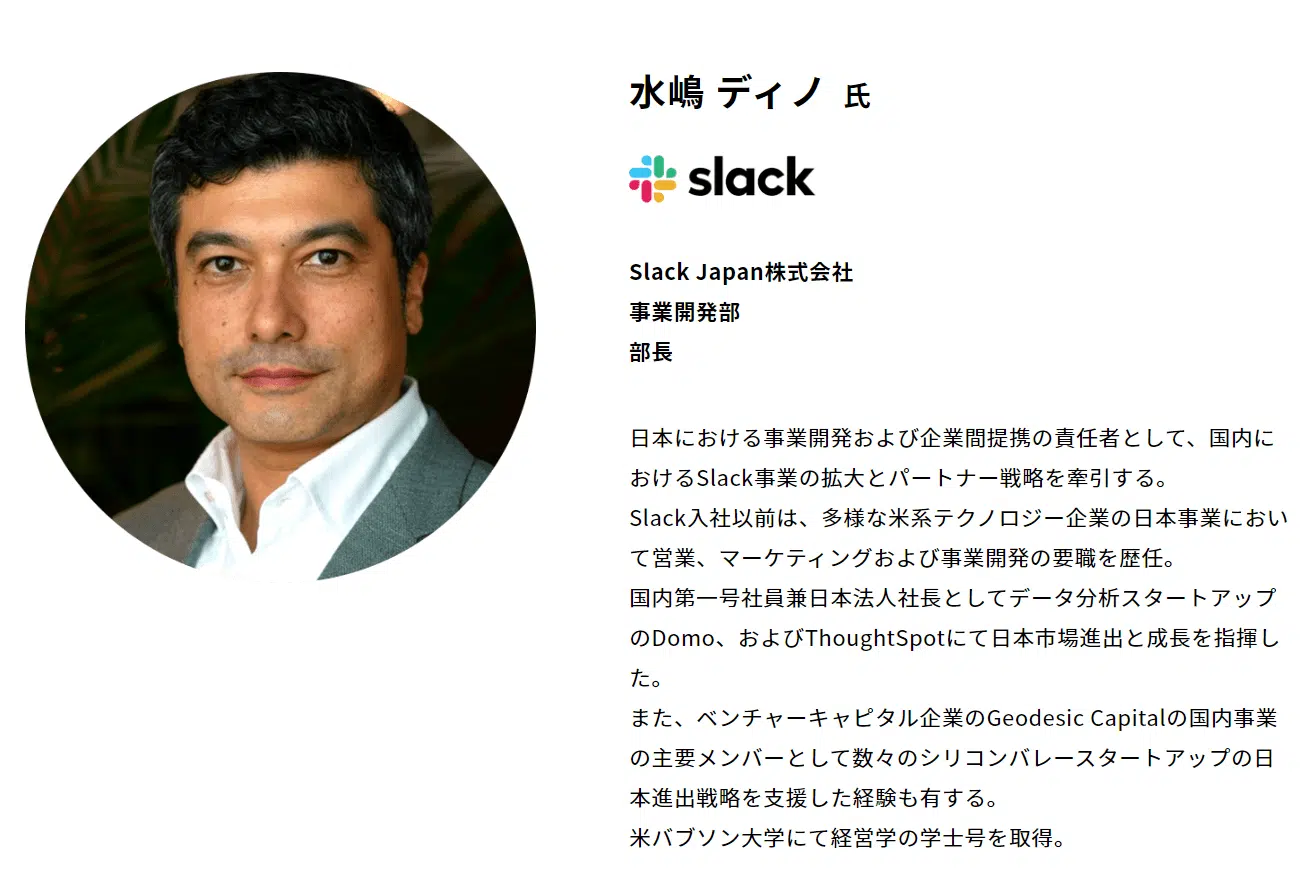 水嶋 ディノ 氏
slack
Slack Japan株式会社
事業開発部
部長
日本における事業開発および企業間提携の責任者として、国内に
おけるSlack事業の拡大とパートナー戦略を牽引する。
Slack入社以前は、多様な米系テクノロジー企業の日本事業におい
て営業、マーケティングおよび事業開発の要職を歴任。
国内第一号社員兼日本法人社長としてデータ分析スタートアップ
のDomo、およびThoughtSpotにて日本市場進出と成長を指揮し
た。
また、ベンチャーキャピタル企業のGeodesic Capitalの国内事業
の主要メンバーとして数々のシリコンバレースタートアップの日
本進出戦略を支援した経験も有する。
米バブソン大学にて経営学の学士号を取得。